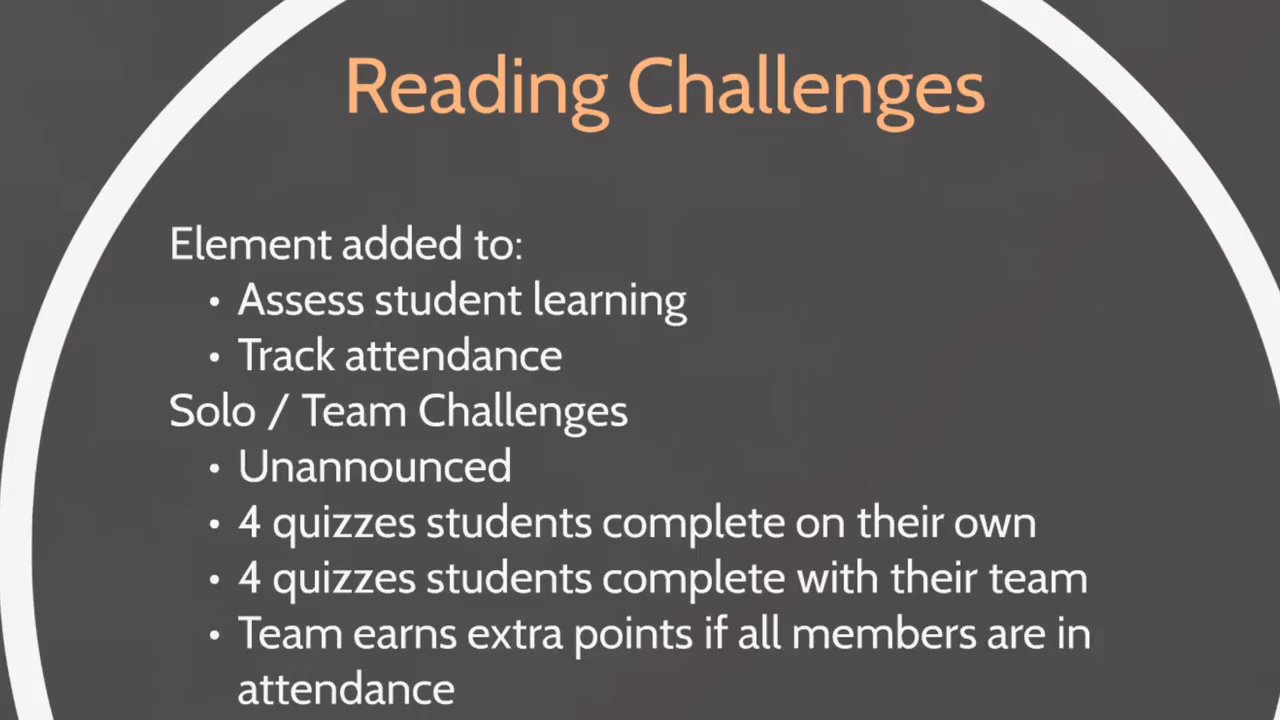 Reading Challenges
Element added to:
• Assess student learning
• Track attendance
Solo / Team Challenges
• Unannounced
• 4 quizzes students complete on their own
• 4 quizzes students complete with their team
• Team earns extra points if all members are in
attendance